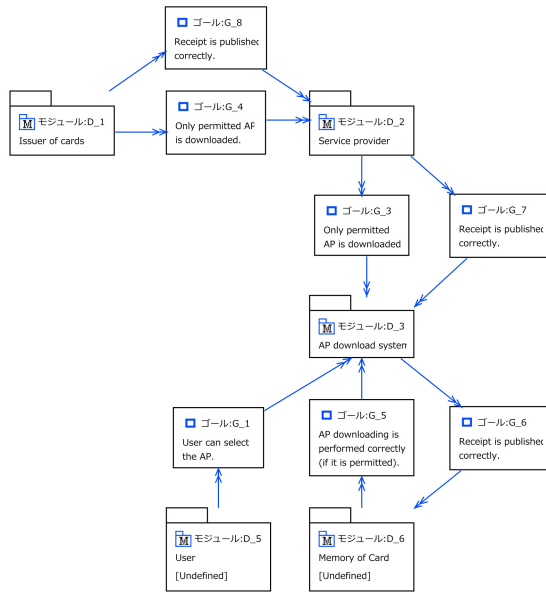 ゴール:G_8
Receipt is published
correctly.
モジュール:D_1
Issuer of cards
ゴール:G_4
Only permitted AP
is downloaded.
モジュール:D_2
Service provider
ゴール:G_3
Only permitted
AP is downloaded
ゴール:G_7
Receipt is published
correctly.
モジュール:D_3
AP download system
ゴール:G_1
User can select
the AP.
ゴール:G_5
AP downloading is
performed correctly
(if it is permitted).
ゴール:G_6
Receipt is published
correctly.
モジュール:D_5
User
[Undefined]
モジュール:D_6
Memory of Card
[Undefined]